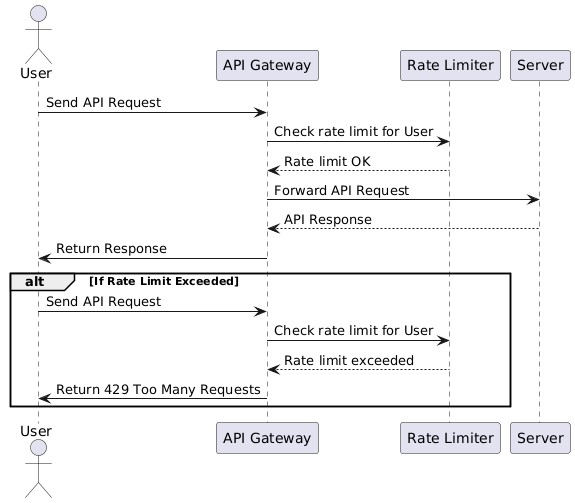 User
API Gateway
Rate Limiter
Server
Send API Request
Check rate limit for User
Rate limit OK
Forward API Request
API Response
Return Response
alt
[If Rate Limit Exceeded]
Send API Request
Check rate limit for User
Rate limit exceeded
Return 429 Too Many Requests
User
API Gateway
Rate Limiter
Server